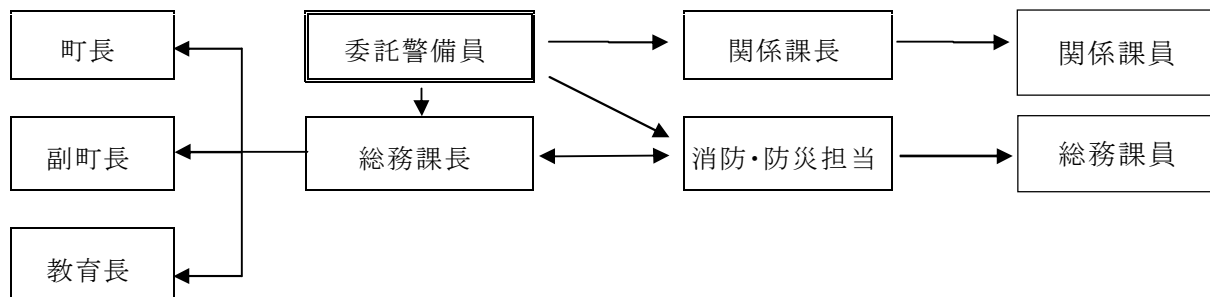 町長
委託警備員
関係課長
関係課員
副町長
総務課長
消防・防災担当
総務課員
教育長